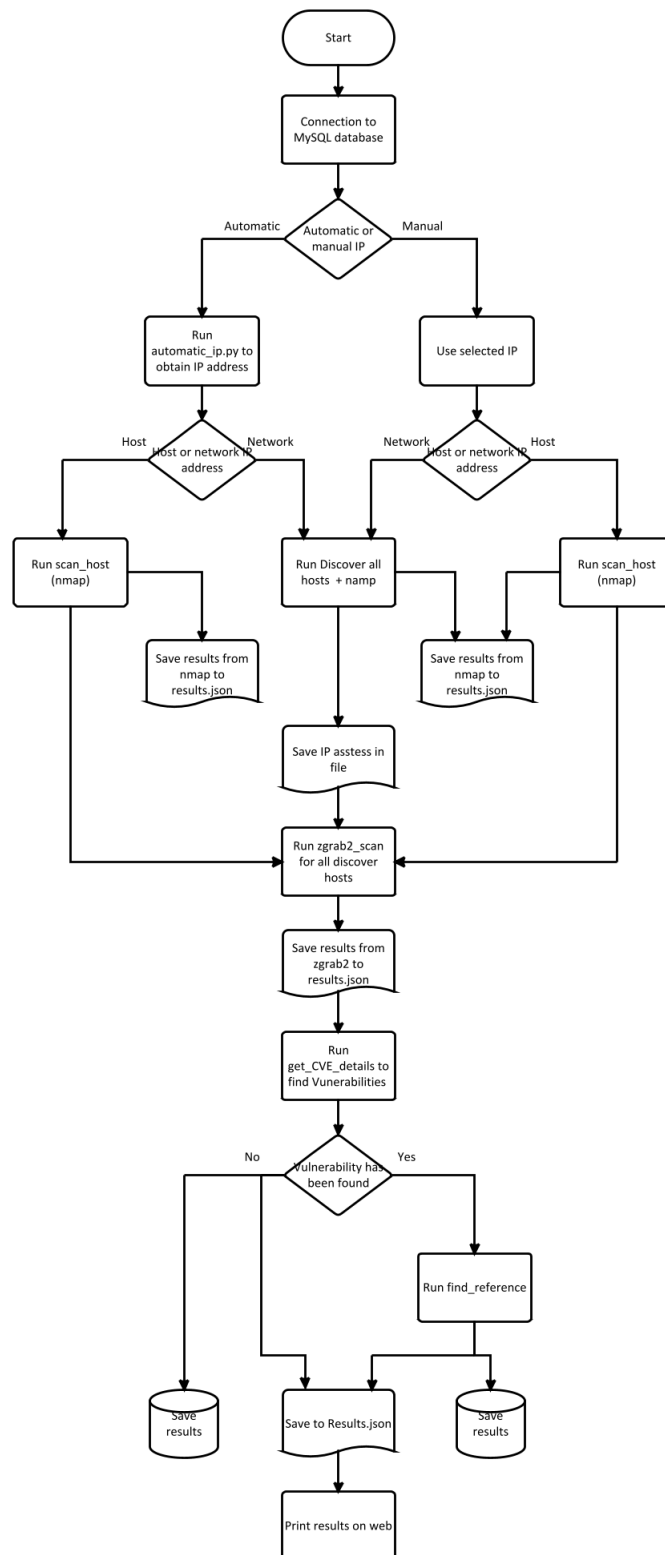 Start
Connection to
MySQL database
Automatic
Automatic or
manual IP
Manual
Run
automatic_ip.py to
obtain IP address
Use selected IP
Host
Host or network IP
address
Network
Network
Host or network IP
address
Host
Run scan_host
(nmap)
Run Discover all
hosts + namp
Run scan_host
(nmap)
Save results from
nmap to
results.json
Save results from
nmap to
results.json
Save IP asstess in
file
Run zgrab2_scan
for all discover
hosts
Save results from
zgrab2 to
results.json
Run
get_CVE_details to
find Vunerabilities
No
Vulnerability has
been found
Yes
Run find_reference
Save
results
Save to Results.json
Save
results
Print results on web